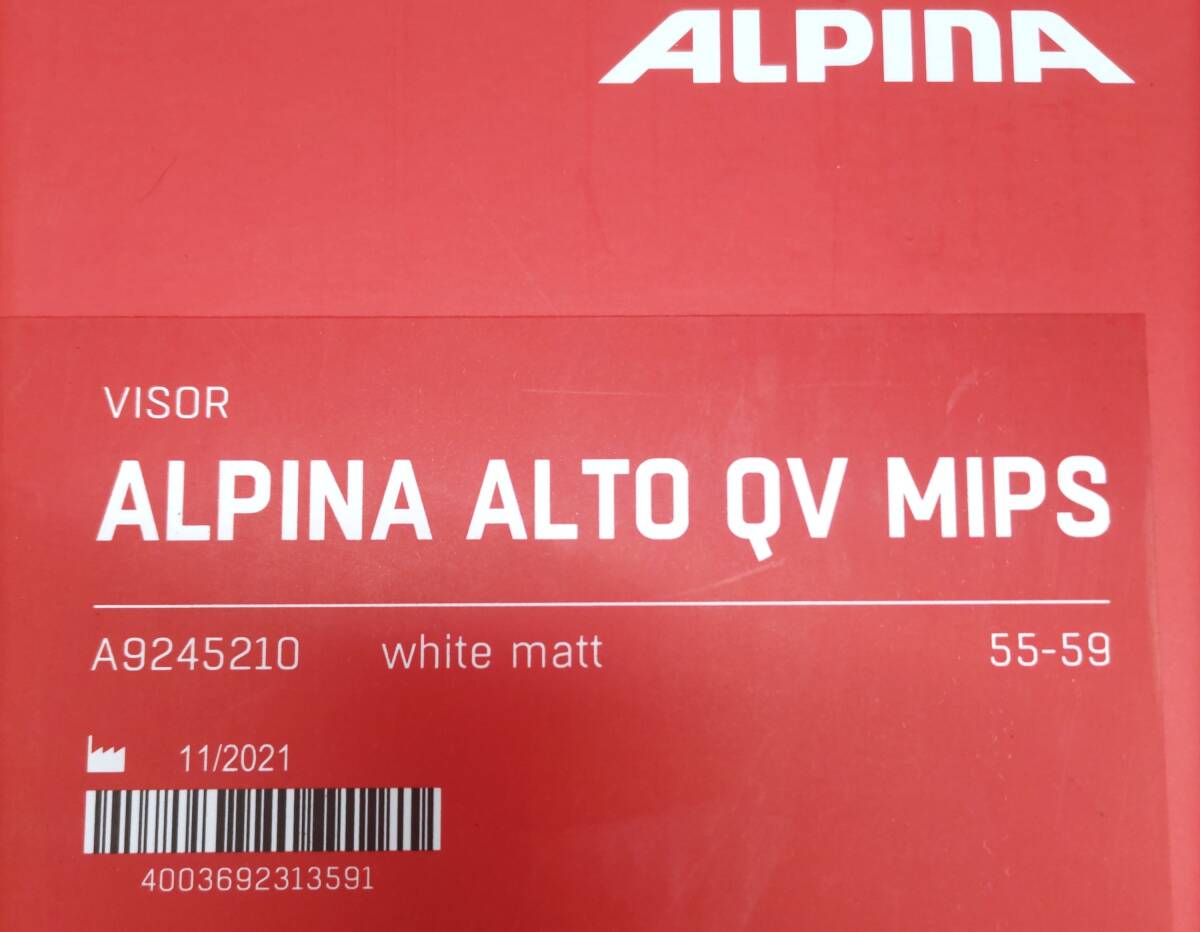 ALPINA
VISOR
ALPINA ALTO QV MIPS
A9245210 white matt 55-59
11/2021
4003692313591